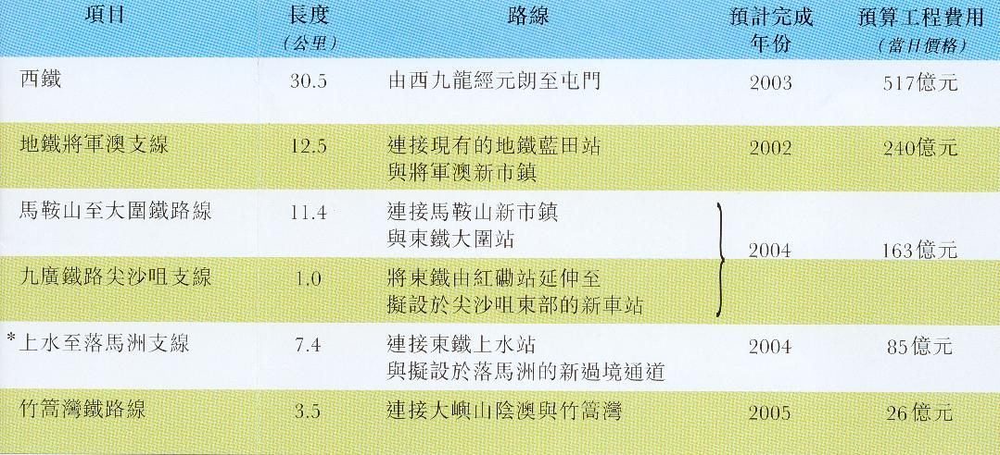 項目 長度 路線 預計完成 預算工程費用
(公里) 年份 (當日價格)
西鐵 30.5 由西九龍經元朗至屯門 2003 517億元
地鐵將軍澳支線 12.5 連接現有的地鐵藍田站 2002 240億元
與將軍澳新市鎮
馬鞍山至大圍鐵路線 11.4 連接馬鞍山新市鎮
與東鐵大圍站
2004 163億元
九廣鐵路尖沙咀支線 1.0 將東鐵由紅磡站延伸至
擬設於尖沙咀東部的新車站
*上水至落馬洲支線 7.4 連接東鐵上水站 2004 85億元
與擬設於落馬洲的新過境通道
竹篙灣鐵路線 3.5 連接大嶼山陰澳與竹篙灣 2005 26億元